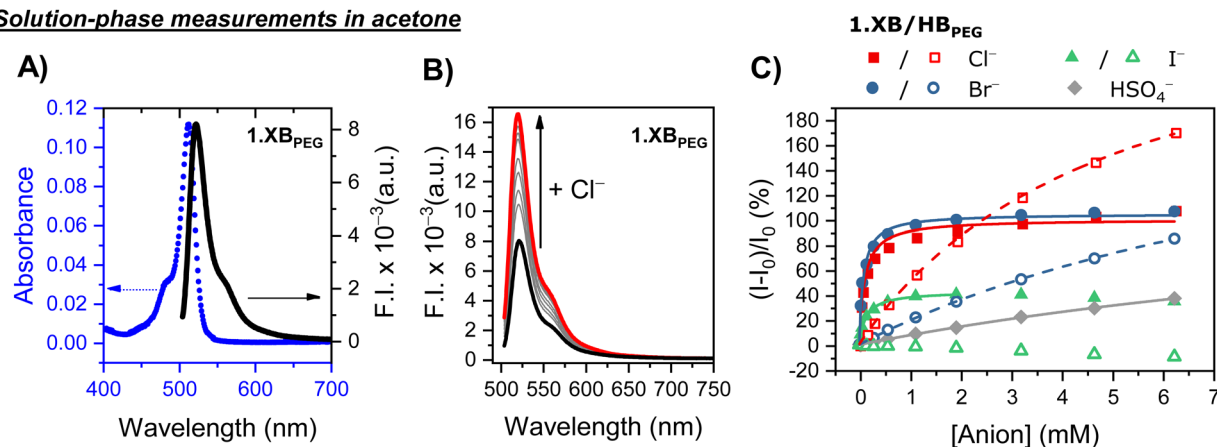 Solution-phase measurements in acetone
A)
0.12
0.10
0.08
0.06
0.04
0.02
0.00
Absorbance
1.XB_PEG
8
6
4
2
0
F.I. x 10⁻³(a.u.)
400 500 600 700
Wavelength (nm)
B)
16
14
12
10
8
6
4
2
0
F.I. x 10⁻³(a.u.)
1.XB_PEG
+ Cl⁻
500 550 600 650 700 750
Wavelength (nm)
1.XB/HB_PEG
C)
/ Cl⁻
/ I⁻
/ Br⁻
HSO₄⁻
180
160
140
120
100
80
60
40
20
0
-20
(I-I₀)/I₀ (%)
0 1 2 3 4 5 6 7
[Anion] (mM)